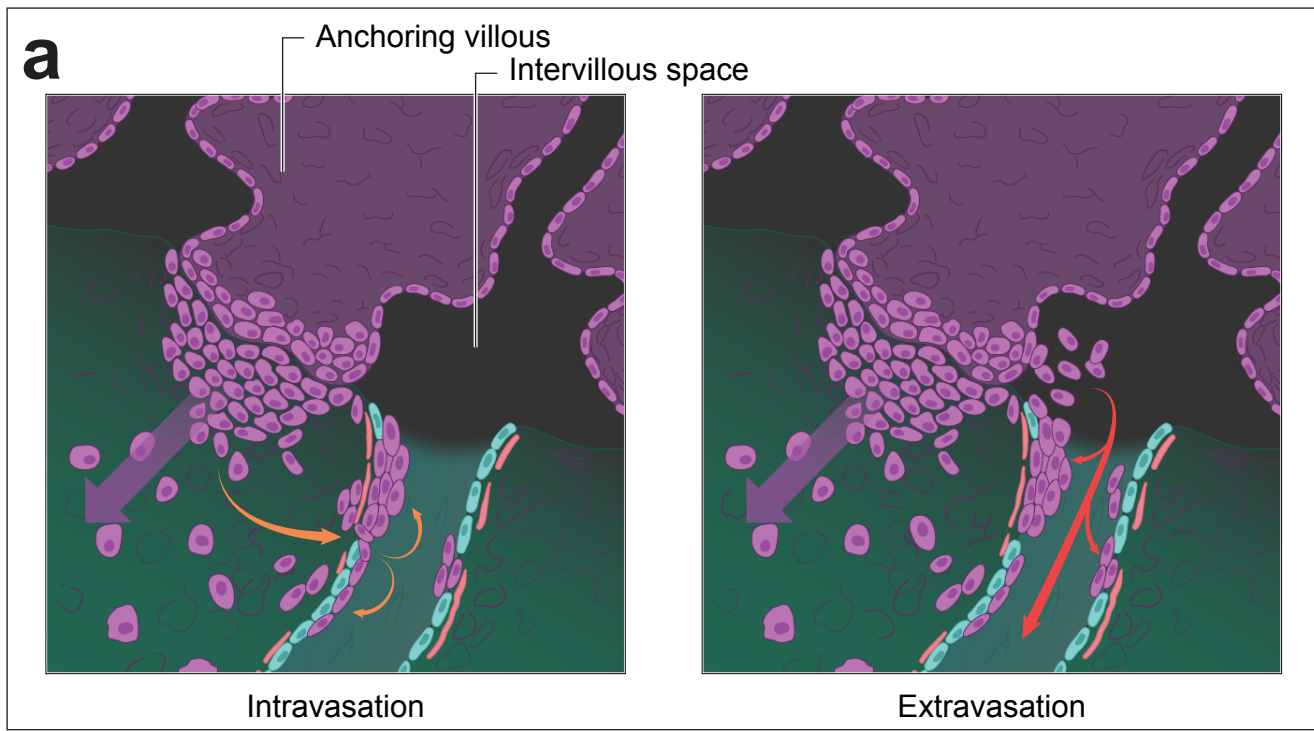 a
Anchoring villous
Intervillous space
Intravasation
Extravasation